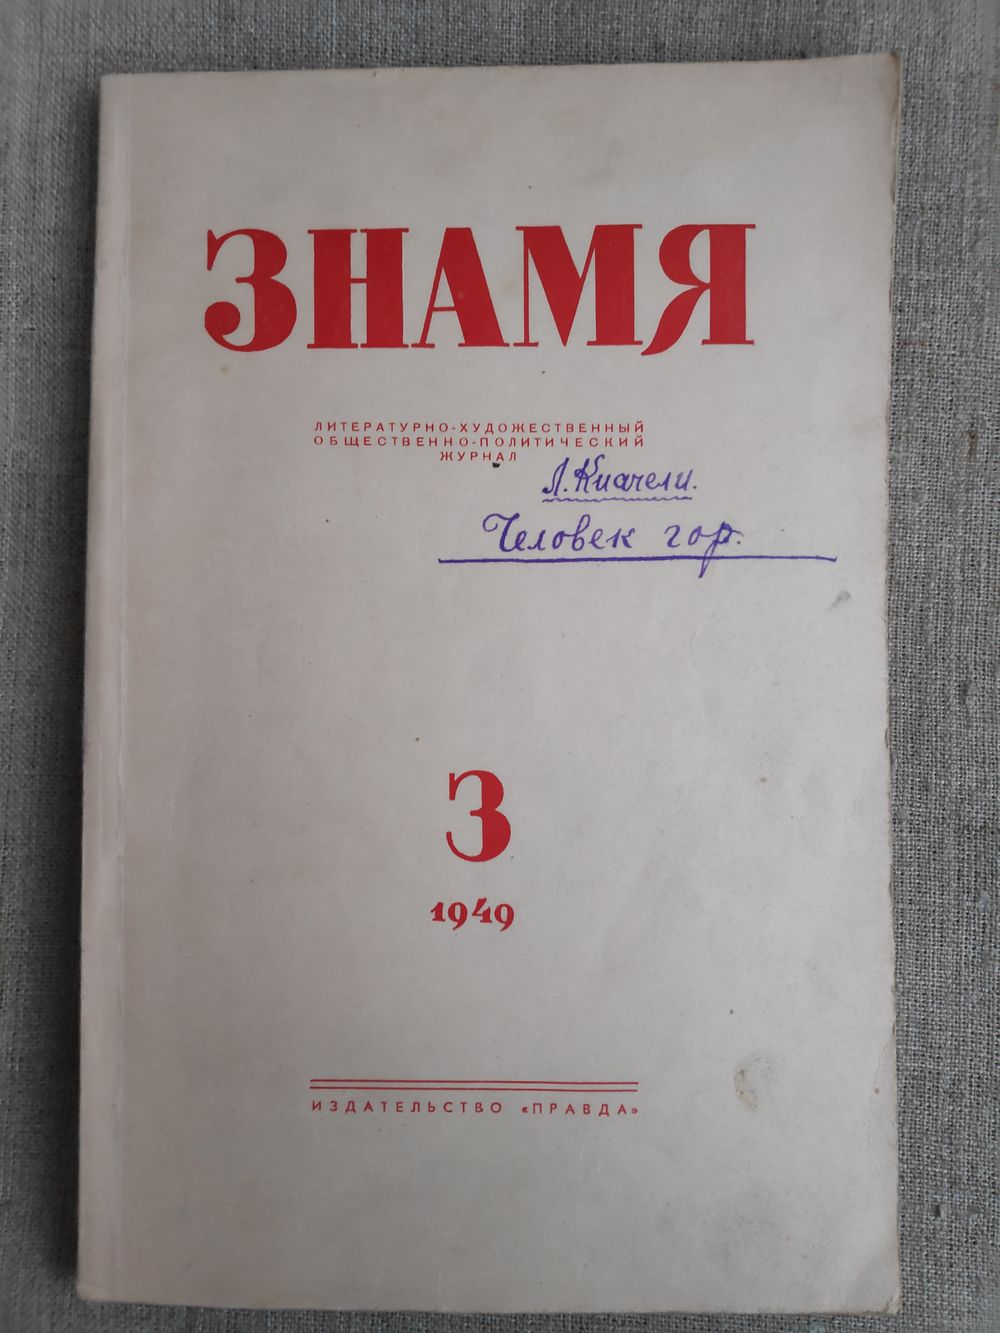 ЗНАМЯ
ЛИТЕРАТУРНО-ХУДОЖЕСТВЕННЫЙ
ОБЩЕСТВЕННО-ПОЛИТИЧЕСКИЙ
ЖУРНАЛ
Л. Киачели.
Человек гор.
3
1949
ИЗДАТЕЛЬСТВО «ПРАВДА»